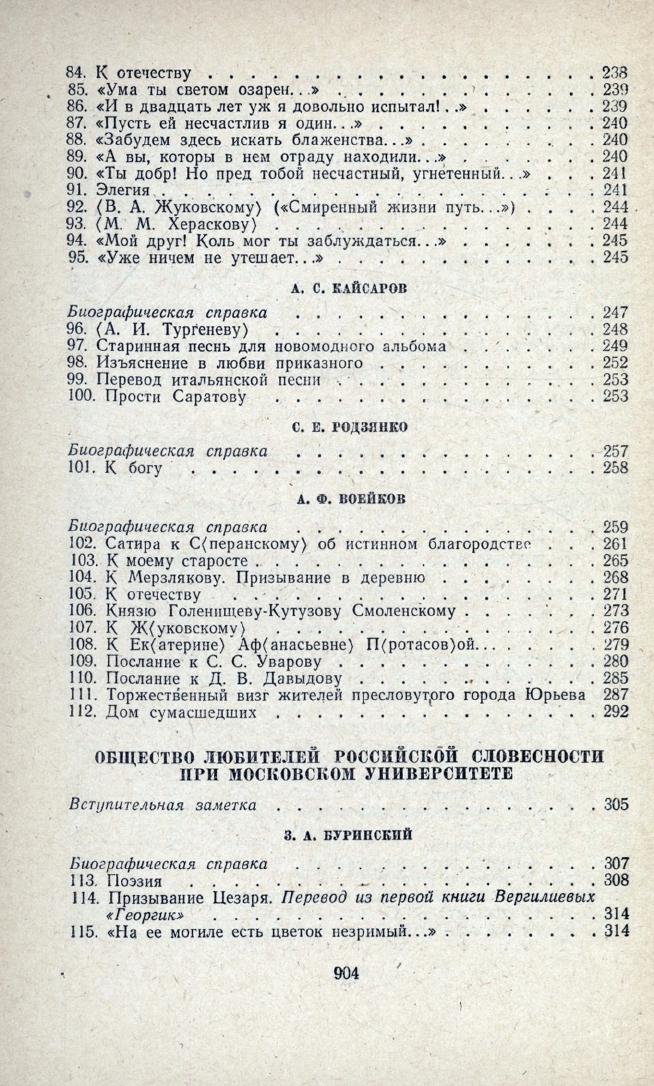 84. К отечеству . . . . . . . . . . . . . . . . . . . 238
85. «Ума ты светом озарен...» . . . . . . . . . . . . 239
86. «И в двадцать лет уж я довольно испытал!..» . . . . . . 239
87. «Пусть ей несчастлив я один...» . . . . . . . . . . . 240
88. «Забудем здесь искать блаженства...» . . . . . . . . . 240
89. «А вы, которы в нем отраду находили...» . . . . . . . 240
90. «Ты добр! Но пред тобой несчастный, угнетенный...» . . . 241
91. Элегия . . . . . . . . . . . . . . . . . . . . . 241
92. ⟨В. А. Жуковскому⟩ («Смиренный жизни путь...») . . . . 244
93. ⟨М. М. Хераскову⟩ . . . . . . . . . . . . . . . . 244
94. «Мой друг! Коль мог ты заблуждаться...» . . . . . . . 245
95. «Уже ничем не утешает...» . . . . . . . . . . . . . 245
А. С. КАЙСАРОВ
Биографическая справка . . . . . . . . . . . . . . . 247
96. ⟨А. И. Тургеневу⟩ . . . . . . . . . . . . . . . . 248
97. Старинная песнь для новомодного альбома . . . . . . . 249
98. Изъяснение в любви приказного . . . . . . . . . . . 252
99. Перевод итальянской песни . . . . . . . . . . . . . 253
100. Прости Саратову . . . . . . . . . . . . . . . . 253
С. Е. РОДЗЯНКО
Биографическая справка . . . . . . . . . . . . . . . 257
101. К богу . . . . . . . . . . . . . . . . . . . . 258
А. Ф. ВОЕЙКОВ
Биографическая справка . . . . . . . . . . . . . . . 259
102. Сатира к С⟨перанскому⟩ об истинном благородстве . . . 261
103. К моему старосте . . . . . . . . . . . . . . . . 265
104. К Мерзлякову. Призывание в деревню . . . . . . . . 268
105. К отечеству . . . . . . . . . . . . . . . . . . 271
106. Князю Голенищеву-Кутузову Смоленскому . . . . . . . 273
107. К Ж⟨уковскому⟩ . . . . . . . . . . . . . . . . 276
108. К Ек⟨атерине⟩ Аф⟨анасьевне⟩ П⟨ротасов⟩ой... . . . . . . 279
109. Послание к С. С. Уварову . . . . . . . . . . . . . 280
110. Послание к Д. В. Давыдову . . . . . . . . . . . . 285
111. Торжественный визг жителей пресловутого города Юрьева 287
112. Дом сумасшедших . . . . . . . . . . . . . . . . 292
ОБЩЕСТВО ЛЮБИТЕЛЕЙ РОССИЙСКОЙ СЛОВЕСНОСТИ
ПРИ МОСКОВСКОМ УНИВЕРСИТЕТЕ
Вступительная заметка . . . . . . . . . . . . . . . . 305
З. А. БУРИНСКИЙ
Биографическая справка . . . . . . . . . . . . . . . 307
113. Поэзия . . . . . . . . . . . . . . . . . . . . 308
114. Призывание Цезаря. Перевод из первой книги Вергилиевых
«Георгик» . . . . . . . . . . . . . . . . . . . 314
115. «На ее могиле есть цветок незримый...» . . . . . . . . 314
904